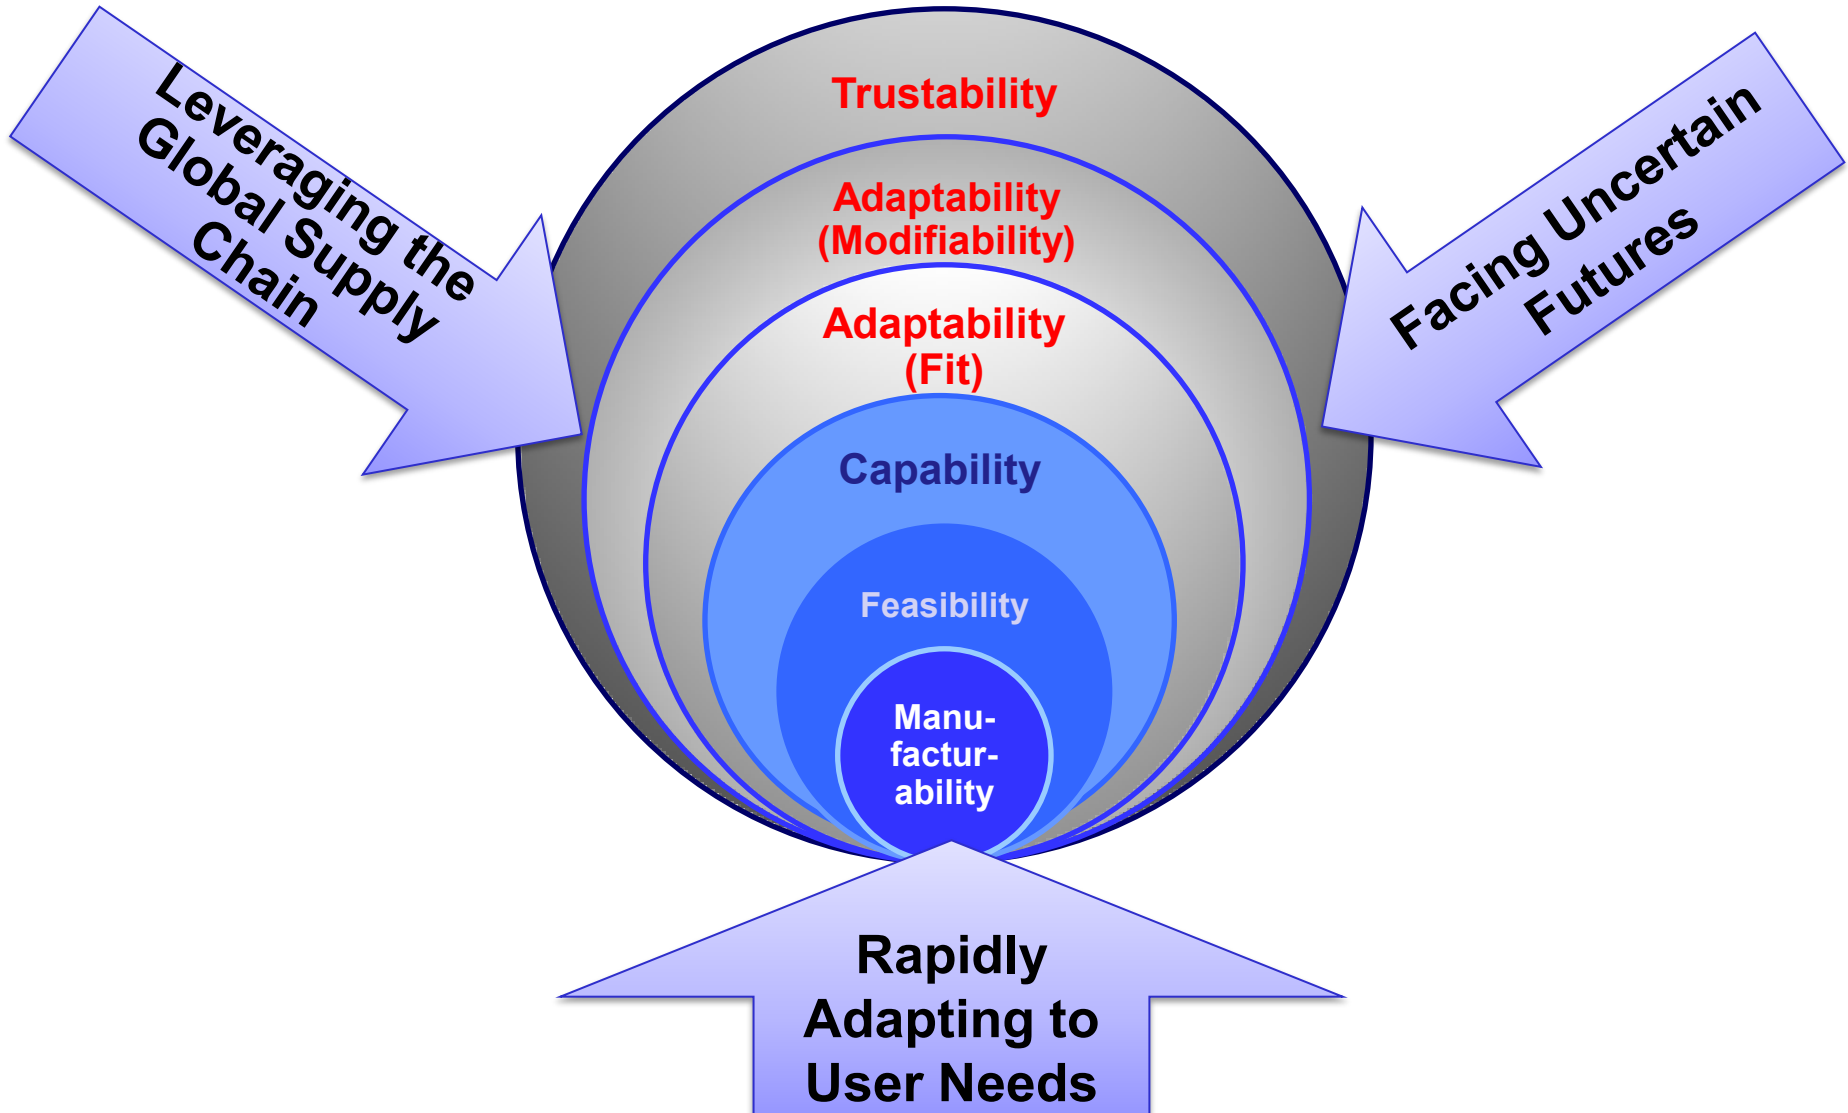 Leveraging the
Global Supply
Chain
Trustability
Adaptability
(Modifiability)
Adaptability
(Fit)
Capability
Feasibility
Manu-
factur-
ability
Facing Uncertain
Futures
Rapidly
Adapting to
User Needs